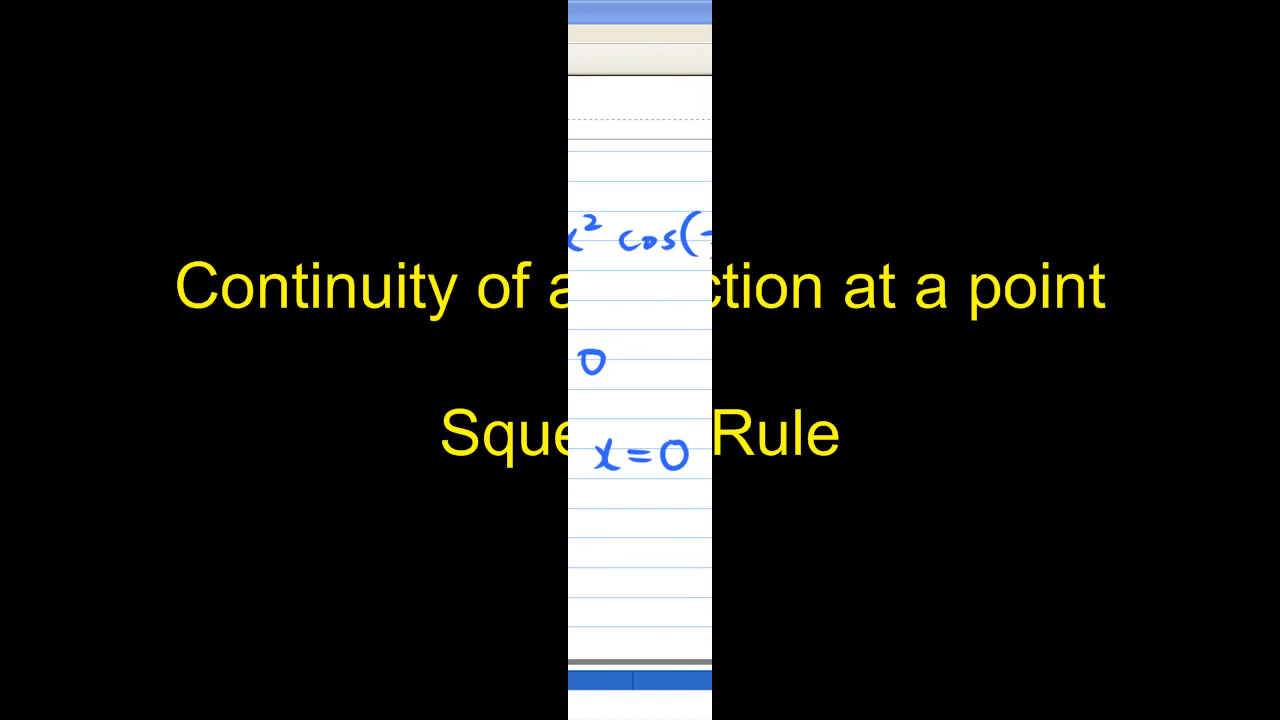 x² cos(
Continuity of a ction at a point
0
Sque Rule
x=0